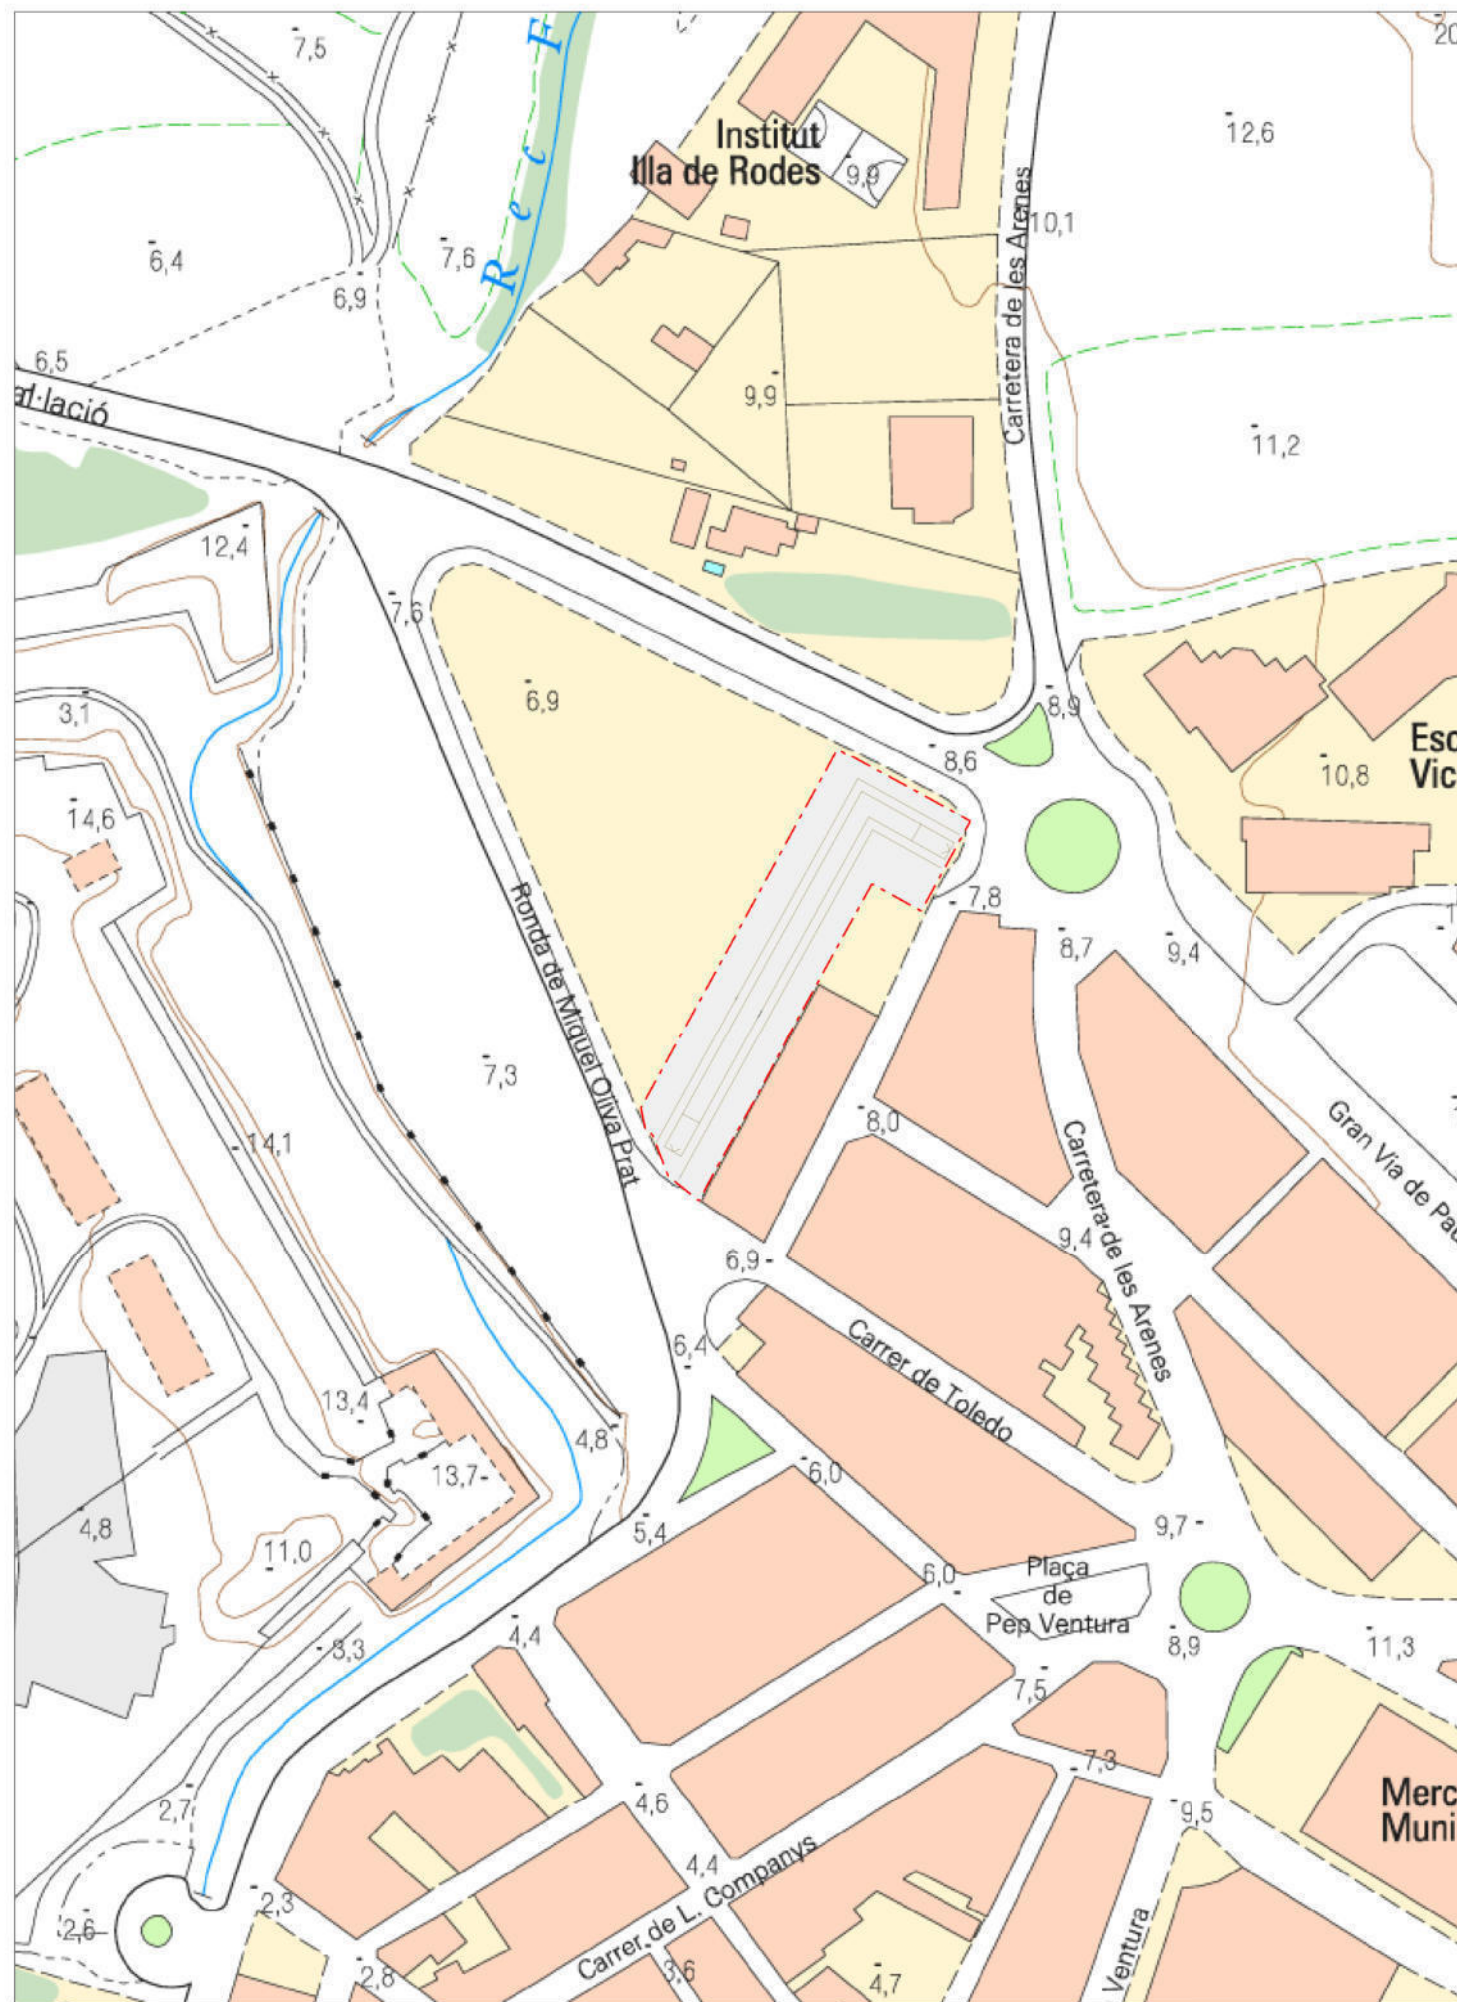 7,5
20
R e c F
12,6
Institut
Illa de Rodes
9,9
Carretera de les Arenes
10,1
6,4
7,6
6,9
6,5
al·lació
9,9
11,2
12,4
7,6
6,9
3,1
8,9
8,6
Esc
Vic
10,8
14,6
7,8
8,7
9,4
Ronda de Miquel Oliva Prat
7,3
14,1
8,0
Gran Via de Pau
Carretera de les Arenes
9,4
6,9
6,4
Carrer de Toledo
13,4
4,8
13,7
6,0
4,8
5,4
9,7
11,0
6,0
Plaça
de
Pep Ventura
4,4
3,3
8,9
11,3
7,5
7,3
2,7
4,6
9,5
Merc
Muni
4,4
Carrer de L. Companys
2,3
2,6
2,8
3,6
4,7
Ventura